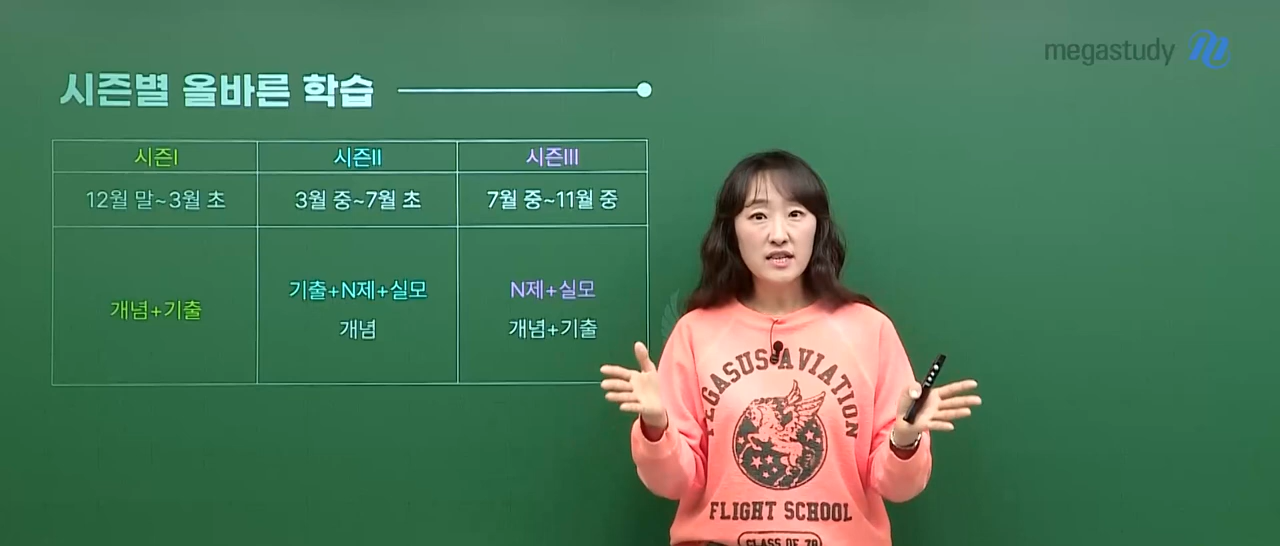 megastudy
시즌별 올바른 학습
시즌Ⅰ 시즌Ⅱ 시즌Ⅲ
12월 말~3월 초 3월 중~7월 초 7월 중~11월 중
개념+기출 기출+N제+실모 N제+실모
개념 개념+기출
PEGASUS AVIATION
FLIGHT SCHOOL
CLASS OF 78